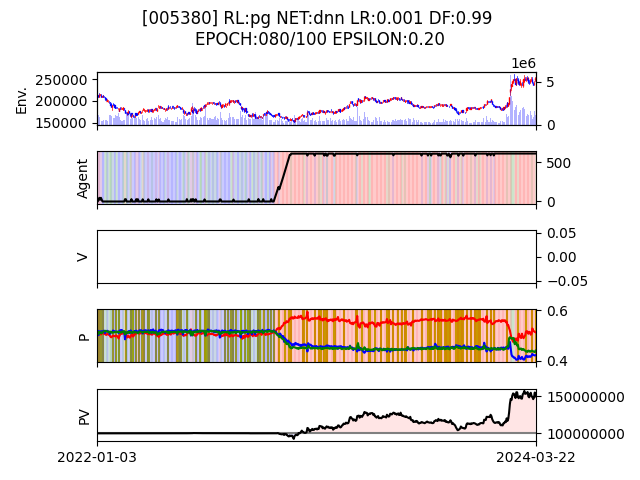 [005380] RL:pg NET:dnn LR:0.001 DF:0.99
EPOCH:080/100 EPSILON:0.20
1e6
Env.
250000
200000
150000
5
0
Agent
500
0
V
0.05
0.00
−0.05
P
0.6
0.4
PV
150000000
100000000
2022-01-03
2024-03-22